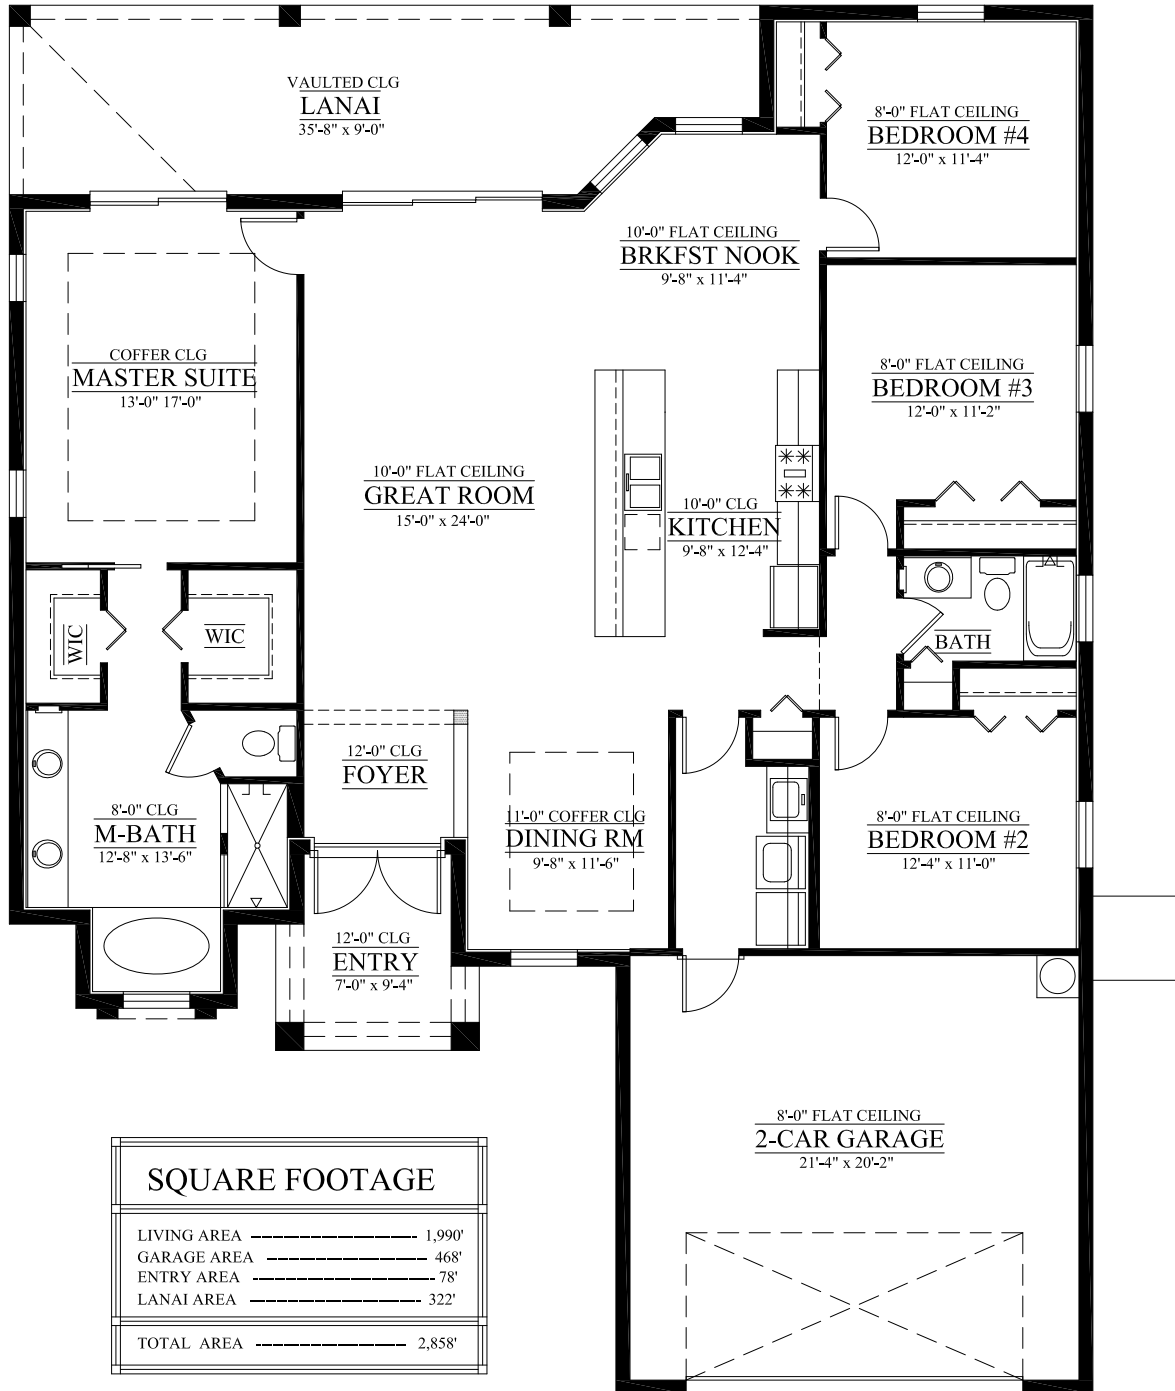 VAULTED CLG
LANAI
35'-8" x 9'-0"
8'-0" FLAT CEILING
BEDROOM #4
12'-0" x 11'-4"
10'-0" FLAT CEILING
BRKFST NOOK
9'-8" x 11'-4"
COFFER CLG
MASTER SUITE
13'-0" 17'-0"
8'-0" FLAT CEILING
BEDROOM #3
12'-0" x 11'-2"
10'-0" FLAT CEILING
GREAT ROOM
15'-0" x 24'-0"
10'-0" CLG
KITCHEN
9'-8" x 12'-4"
WIC
WIC
BATH
12'-0" CLG
FOYER
8'-0" CLG
M-BATH
12'-8" x 13'-6"
11'-0" COFFER CLG
DINING RM
9'-8" x 11'-6"
8'-0" FLAT CEILING
BEDROOM #2
12'-4" x 11'-0"
12'-0" CLG
ENTRY
7'-0" x 9'-4"
8'-0" FLAT CEILING
2-CAR GARAGE
21'-4" x 20'-2"
SQUARE FOOTAGE
LIVING AREA 1,990'
GARAGE AREA 468'
ENTRY AREA 78'
LANAI AREA 322'
TOTAL AREA 2,858'